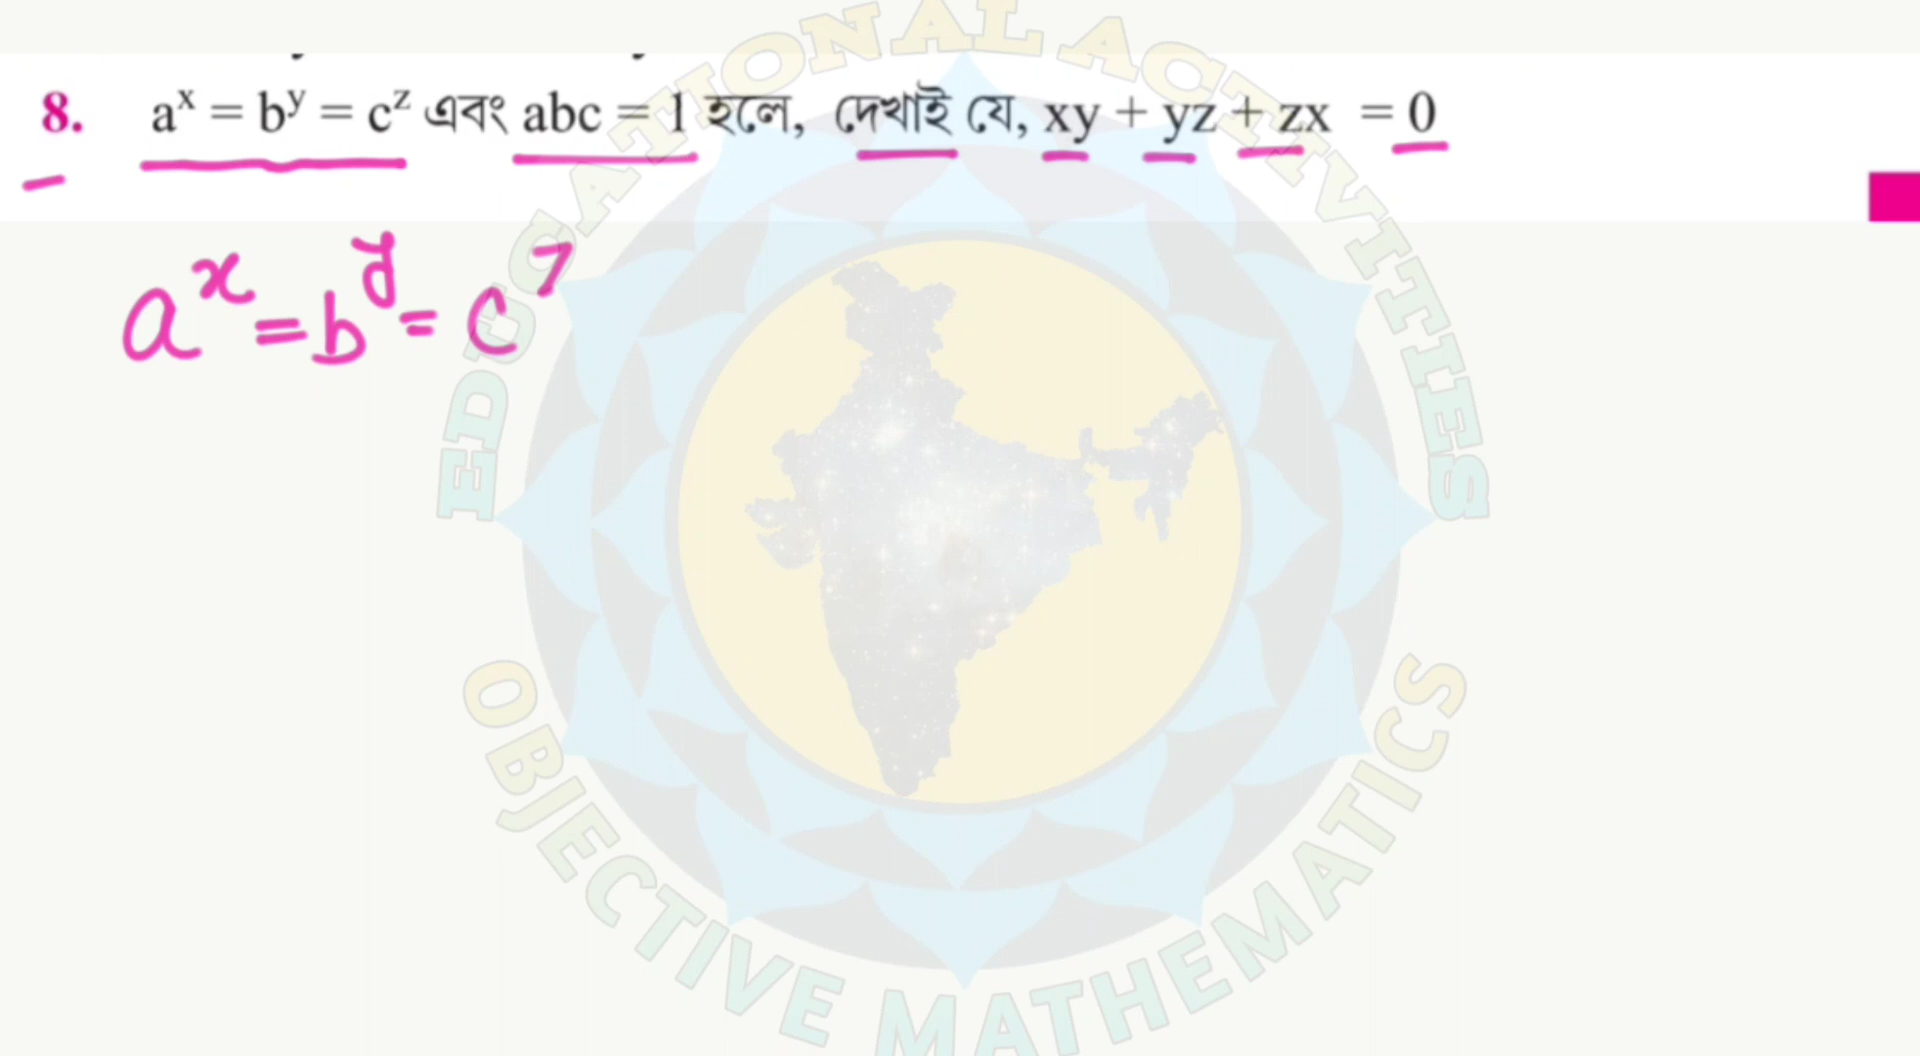 EDUCATIONAL ACTIVITIES
8. aˣ = bʸ = cᶻ এবং abc = 1 হলে, দেখাই যে, xy + yz + zx = 0
aˣ = bʸ = cᶻ
OBJECTIVE MATHEMATICS